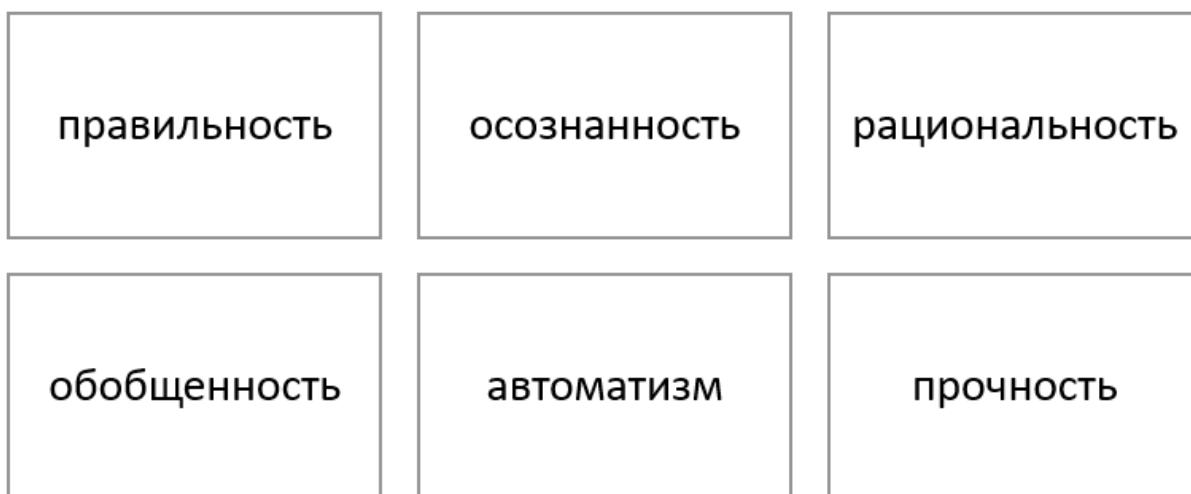 правильность
осознанность
рациональность
обобщенность
автоматизм
прочность